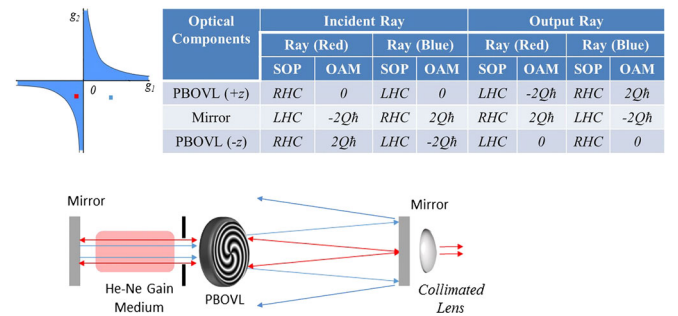 g₂
0
g₁
Optical Components Incident Ray Output Ray
Ray (Red) Ray (Blue) Ray (Red) Ray (Blue)
SOP OAM SOP OAM SOP OAM SOP OAM
PBOVL (+z) RHC 0 LHC 0 LHC -2Qħ RHC 2Qħ
Mirror LHC -2Qħ RHC 2Qħ RHC 2Qħ LHC -2Qħ
PBOVL (-z) RHC 2Qħ LHC -2Qħ LHC 0 RHC 0
Mirror
Mirror
He-Ne Gain
Medium
PBOVL
Collimated
Lens